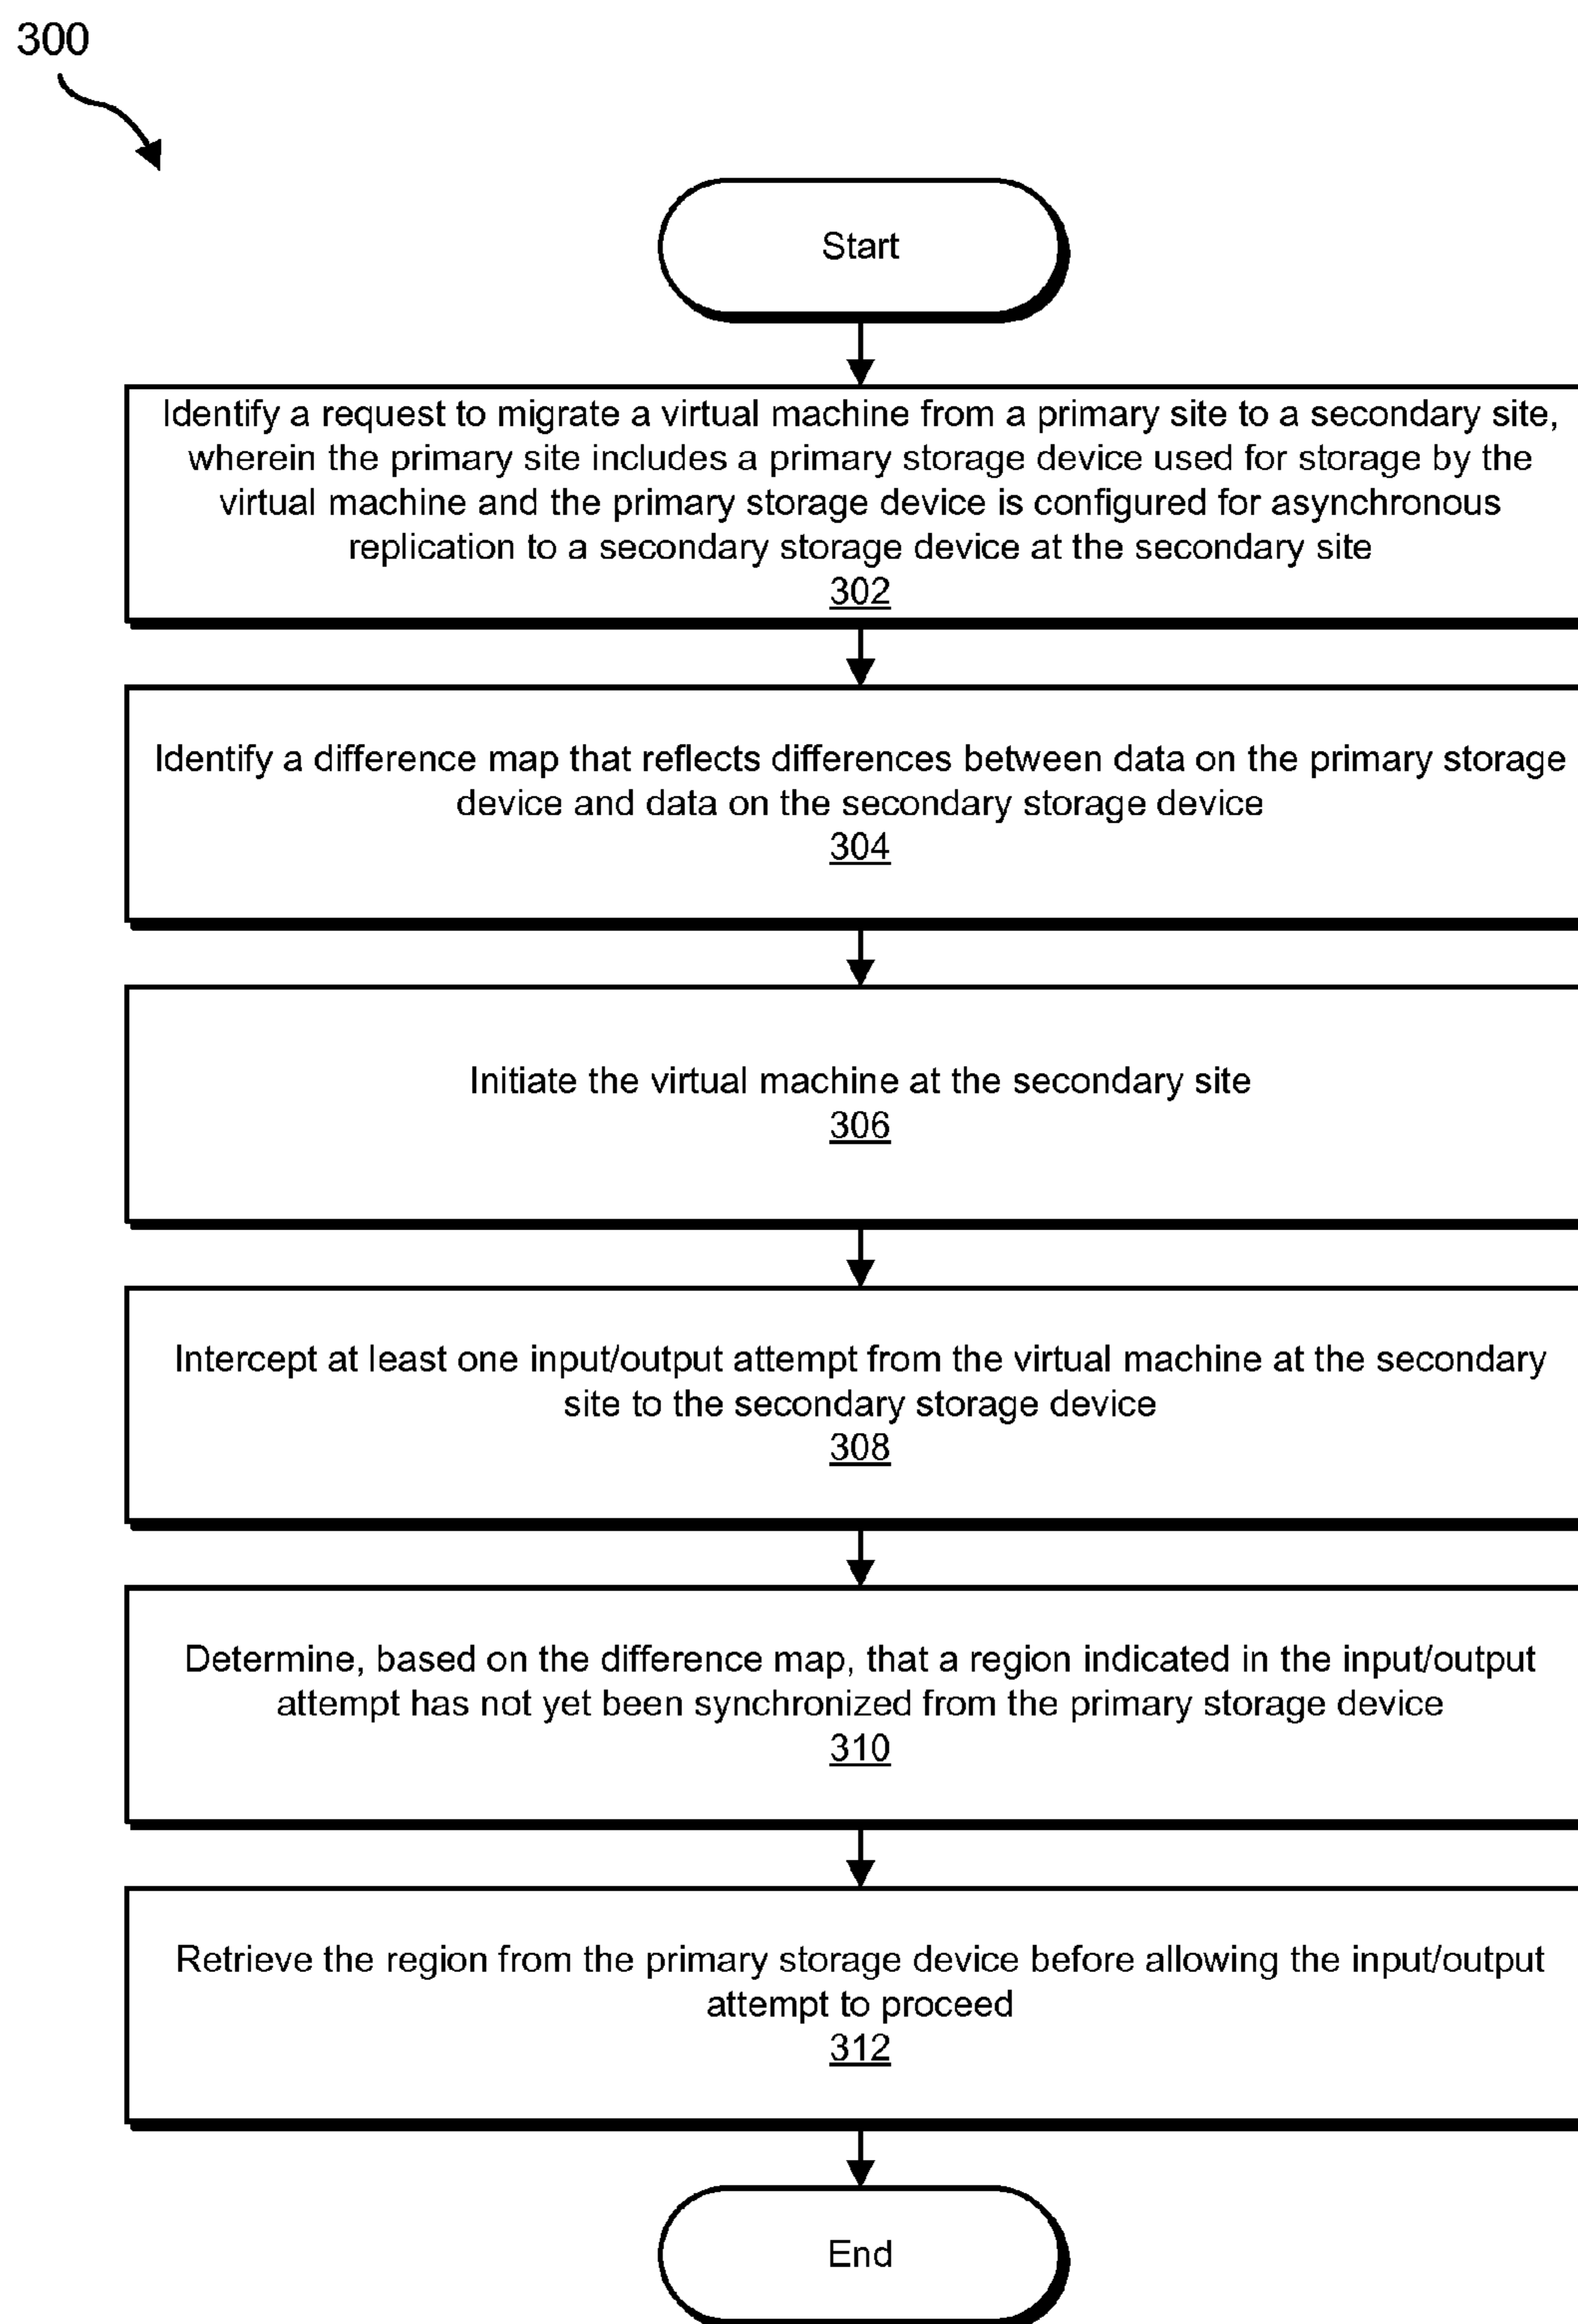 300
Start
Identify a request to migrate a virtual machine from a primary site to a secondary site,
wherein the primary site includes a primary storage device used for storage by the
virtual machine and the primary storage device is configured for asynchronous
replication to a secondary storage device at the secondary site
302
Identify a difference map that reflects differences between data on the primary storage
device and data on the secondary storage device
304
Initiate the virtual machine at the secondary site
306
Intercept at least one input/output attempt from the virtual machine at the secondary
site to the secondary storage device
308
Determine, based on the difference map, that a region indicated in the input/output
attempt has not yet been synchronized from the primary storage device
310
Retrieve the region from the primary storage device before allowing the input/output
attempt to proceed
312
End